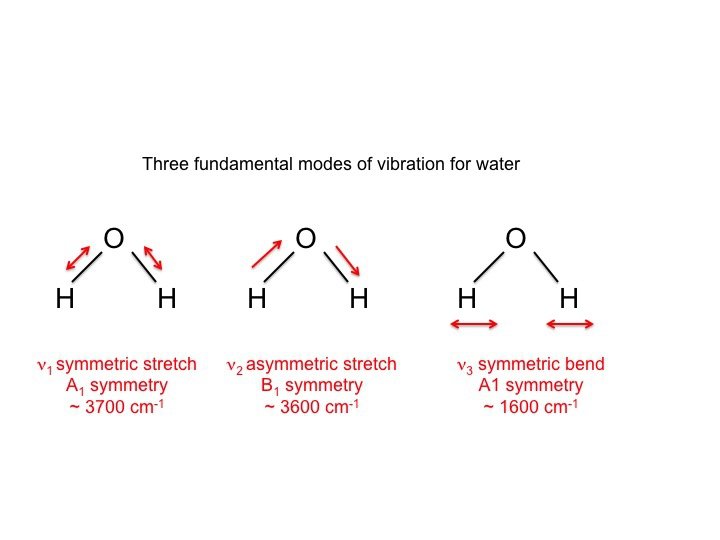 Three fundamental modes of vibration for water
O O O
H H H H H H
ν₁ symmetric stretch ν₂ asymmetric stretch ν₃ symmetric bend
A₁ symmetry B₁ symmetry A1 symmetry
~ 3700 cm⁻¹ ~ 3600 cm⁻¹ ~ 1600 cm⁻¹